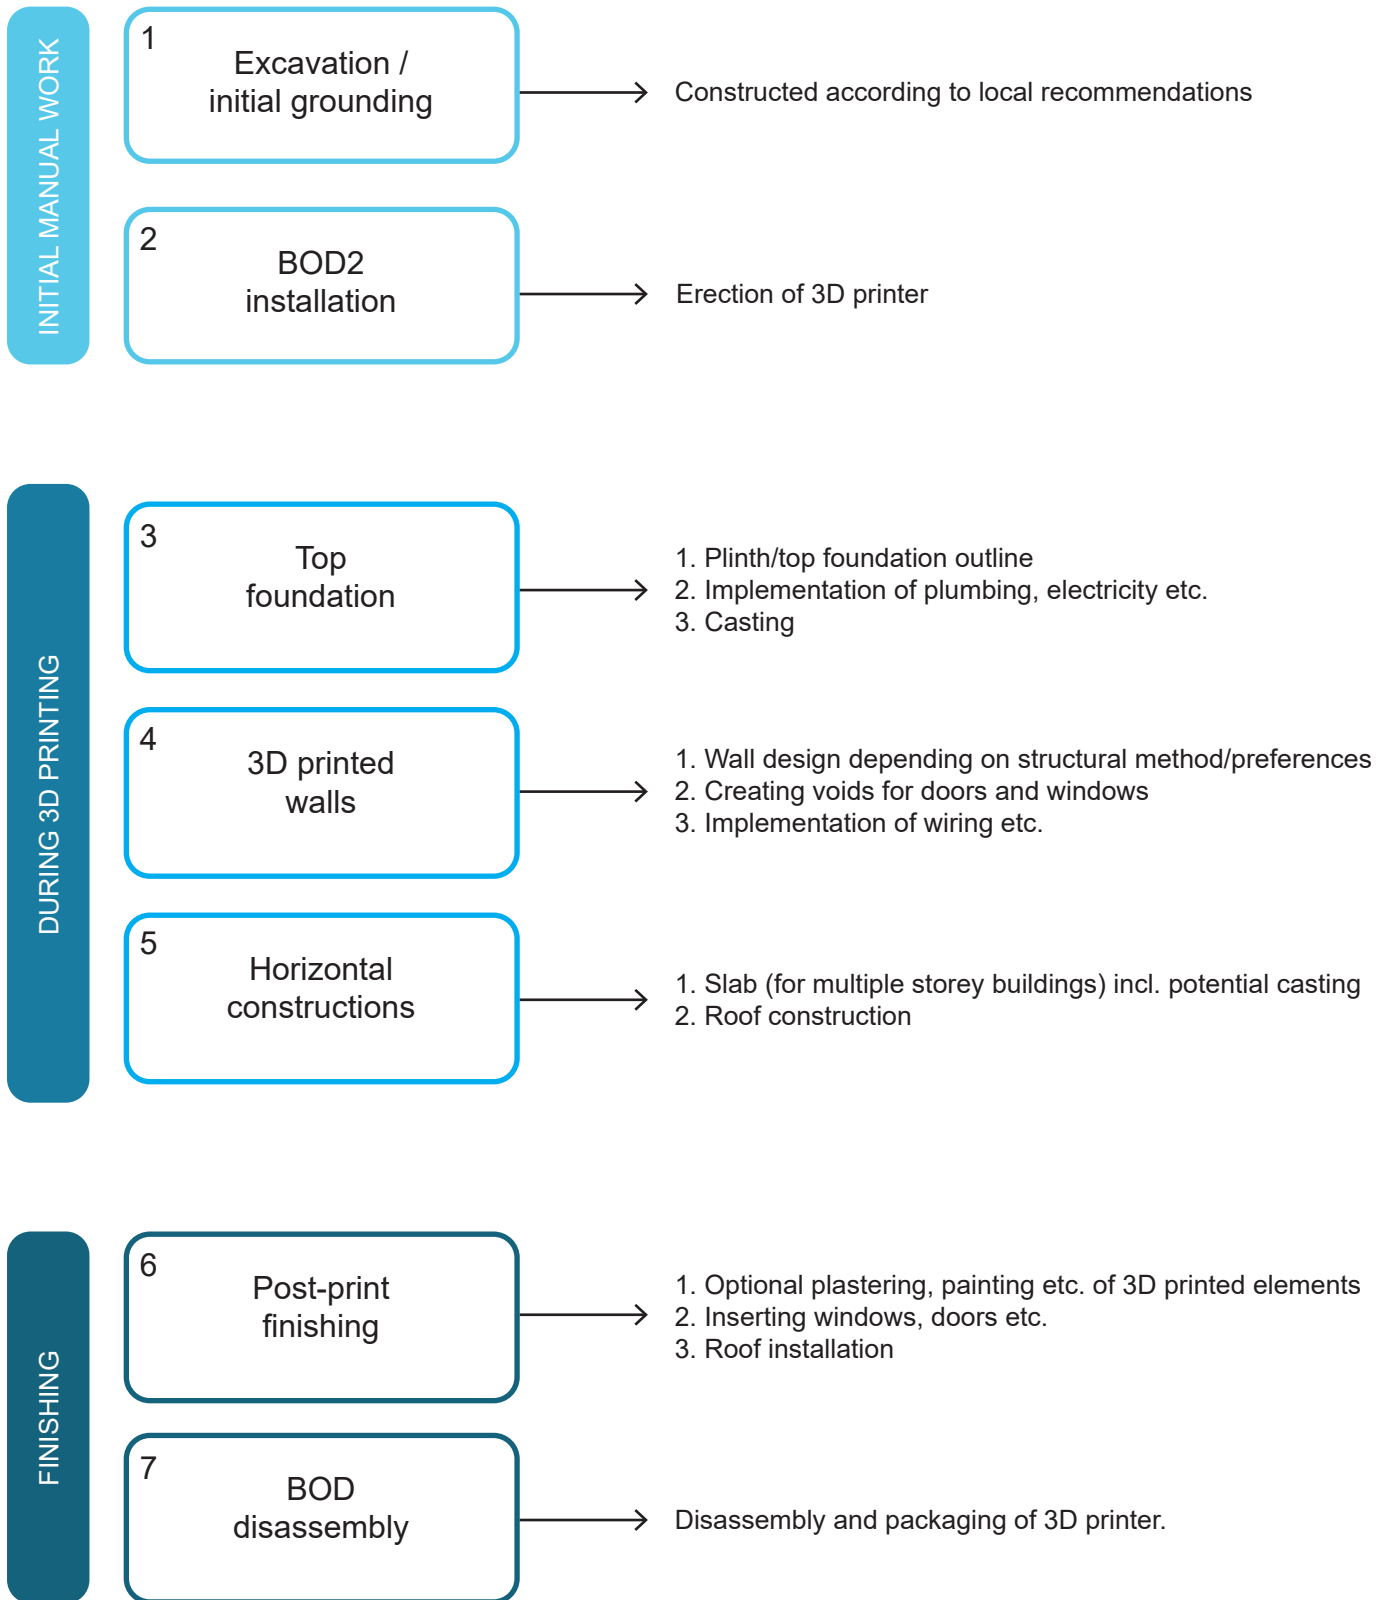 INITIAL MANUAL WORK
1
Excavation /
initial grounding
Constructed according to local recommendations
2
BOD2
installation
Erection of 3D printer
DURING 3D PRINTING
3
Top
foundation
1. Plinth/top foundation outline
2. Implementation of plumbing, electricity etc.
3. Casting
4
3D printed
walls
1. Wall design depending on structural method/preferences
2. Creating voids for doors and windows
3. Implementation of wiring etc.
5
Horizontal
constructions
1. Slab (for multiple storey buildings) incl. potential casting
2. Roof construction
FINISHING
6
Post-print
finishing
1. Optional plastering, painting etc. of 3D printed elements
2. Inserting windows, doors etc.
3. Roof installation
7
BOD
disassembly
Disassembly and packaging of 3D printer.